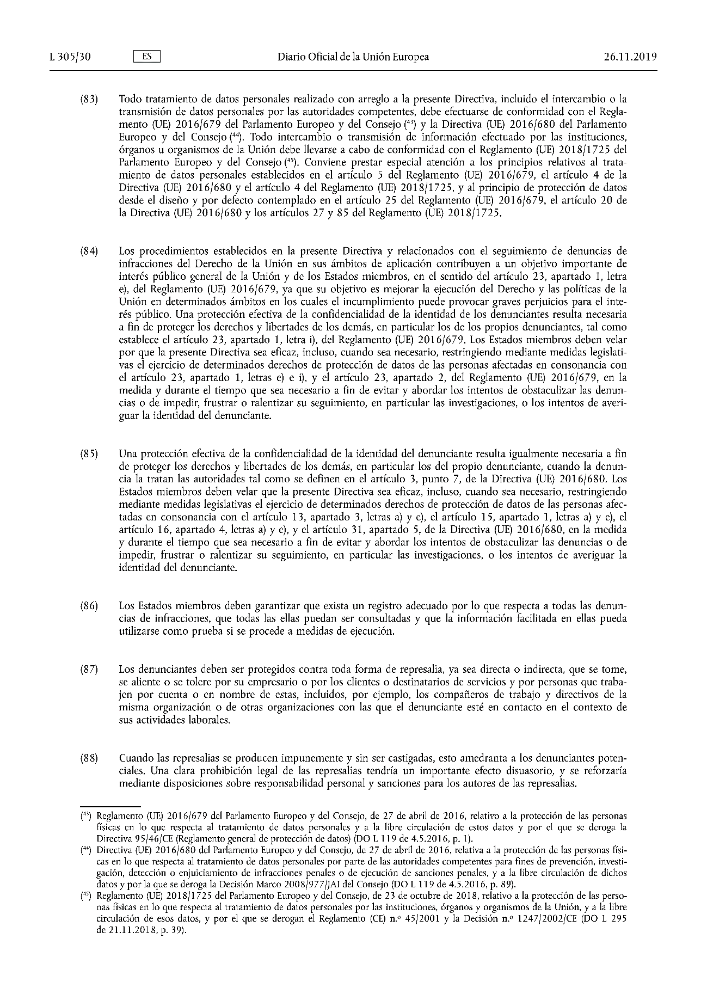 L 305/30 ES Diario Oficial de la Unión Europea 26.11.2019
(83) Todo tratamiento de datos personales realizado con arreglo a la presente Directiva, incluido el intercambio o la
transmisión de datos personales por las autoridades competentes, debe efectuarse de conformidad con el Regla-
mento (UE) 2016/679 del Parlamento Europeo y del Consejo (⁴³) y la Directiva (UE) 2016/680 del Parlamento
Europeo y del Consejo (⁴⁴). Todo intercambio o transmisión de información efectuado por las instituciones,
órganos u organismos de la Unión debe llevarse a cabo de conformidad con el Reglamento (UE) 2018/1725 del
Parlamento Europeo y del Consejo (⁴⁵). Conviene prestar especial atención a los principios relativos al trata-
miento de datos personales establecidos en el artículo 5 del Reglamento (UE) 2016/679, el artículo 4 de la
Directiva (UE) 2016/680 y el artículo 4 del Reglamento (UE) 2018/1725, y al principio de protección de datos
desde el diseño y por defecto contemplado en el artículo 25 del Reglamento (UE) 2016/679, el artículo 20 de
la Directiva (UE) 2016/680 y los artículos 27 y 85 del Reglamento (UE) 2018/1725.
(84) Los procedimientos establecidos en la presente Directiva y relacionados con el seguimiento de denuncias de
infracciones del Derecho de la Unión en sus ámbitos de aplicación contribuyen a un objetivo importante de
interés público general de la Unión y de los Estados miembros, en el sentido del artículo 23, apartado 1, letra
e), del Reglamento (UE) 2016/679, ya que su objetivo es mejorar la ejecución del Derecho y las políticas de la
Unión en determinados ámbitos en los cuales el incumplimiento puede provocar graves perjuicios para el inte-
rés público. Una protección efectiva de la confidencialidad de la identidad de los denunciantes resulta necesaria
a fin de proteger los derechos y libertades de los demás, en particular los de los propios denunciantes, tal como
establece el artículo 23, apartado 1, letra i), del Reglamento (UE) 2016/679. Los Estados miembros deben velar
por que la presente Directiva sea eficaz, incluso, cuando sea necesario, restringiendo mediante medidas legislati-
vas el ejercicio de determinados derechos de protección de datos de las personas afectadas en consonancia con
el artículo 23, apartado 1, letras e) e i), y el artículo 23, apartado 2, del Reglamento (UE) 2016/679, en la
medida y durante el tiempo que sea necesario a fin de evitar y abordar los intentos de obstaculizar las denun-
cias o de impedir, frustrar o ralentizar su seguimiento, en particular las investigaciones, o los intentos de averi-
guar la identidad del denunciante.
(85) Una protección efectiva de la confidencialidad de la identidad del denunciante resulta igualmente necesaria a fin
de proteger los derechos y libertades de los demás, en particular los del propio denunciante, cuando la denun-
cia la tratan las autoridades tal como se definen en el artículo 3, punto 7, de la Directiva (UE) 2016/680. Los
Estados miembros deben velar que la presente Directiva sea eficaz, incluso, cuando sea necesario, restringiendo
mediante medidas legislativas el ejercicio de determinados derechos de protección de datos de las personas afec-
tadas en consonancia con el artículo 13, apartado 3, letras a) y e), el artículo 15, apartado 1, letras a) y e), el
artículo 16, apartado 4, letras a) y e), y el artículo 31, apartado 5, de la Directiva (UE) 2016/680, en la medida
y durante el tiempo que sea necesario a fin de evitar y abordar los intentos de obstaculizar las denuncias o de
impedir, frustrar o ralentizar su seguimiento, en particular las investigaciones, o los intentos de averiguar la
identidad del denunciante.
(86) Los Estados miembros deben garantizar que exista un registro adecuado por lo que respecta a todas las denun-
cias de infracciones, que todas las ellas puedan ser consultadas y que la información facilitada en ellas pueda
utilizarse como prueba si se procede a medidas de ejecución.
(87) Los denunciantes deben ser protegidos contra toda forma de represalia, ya sea directa o indirecta, que se tome,
se aliente o se tolere por su empresario o por los clientes o destinatarios de servicios y por personas que traba-
jen por cuenta o en nombre de estas, incluidos, por ejemplo, los compañeros de trabajo y directivos de la
misma organización o de otras organizaciones con las que el denunciante esté en contacto en el contexto de
sus actividades laborales.
(88) Cuando las represalias se producen impunemente y sin ser castigadas, esto amedranta a los denunciantes poten-
ciales. Una clara prohibición legal de las represalias tendría un importante efecto disuasorio, y se reforzaría
mediante disposiciones sobre responsabilidad personal y sanciones para los autores de las represalias.
(⁴³) Reglamento (UE) 2016/679 del Parlamento Europeo y del Consejo, de 27 de abril de 2016, relativo a la protección de las personas
físicas en lo que respecta al tratamiento de datos personales y a la libre circulación de estos datos y por el que se deroga la
Directiva 95/46/CE (Reglamento general de protección de datos) (DO L 119 de 4.5.2016, p. 1).
(⁴⁴) Directiva (UE) 2016/680 del Parlamento Europeo y del Consejo, de 27 de abril de 2016, relativa a la protección de las personas físi-
cas en lo que respecta al tratamiento de datos personales por parte de las autoridades competentes para fines de prevención, investi-
gación, detección o enjuiciamiento de infracciones penales o de ejecución de sanciones penales, y a la libre circulación de dichos
datos y por la que se deroga la Decisión Marco 2008/977/JAI del Consejo (DO L 119 de 4.5.2016, p. 89).
(⁴⁵) Reglamento (UE) 2018/1725 del Parlamento Europeo y del Consejo, de 23 de octubre de 2018, relativo a la protección de las perso-
nas físicas en lo que respecta al tratamiento de datos personales por las instituciones, órganos y organismos de la Unión, y a la libre
circulación de esos datos, y por el que se derogan el Reglamento (CE) n.º 45/2001 y la Decisión n.º 1247/2002/CE (DO L 295
de 21.11.2018, p. 39).